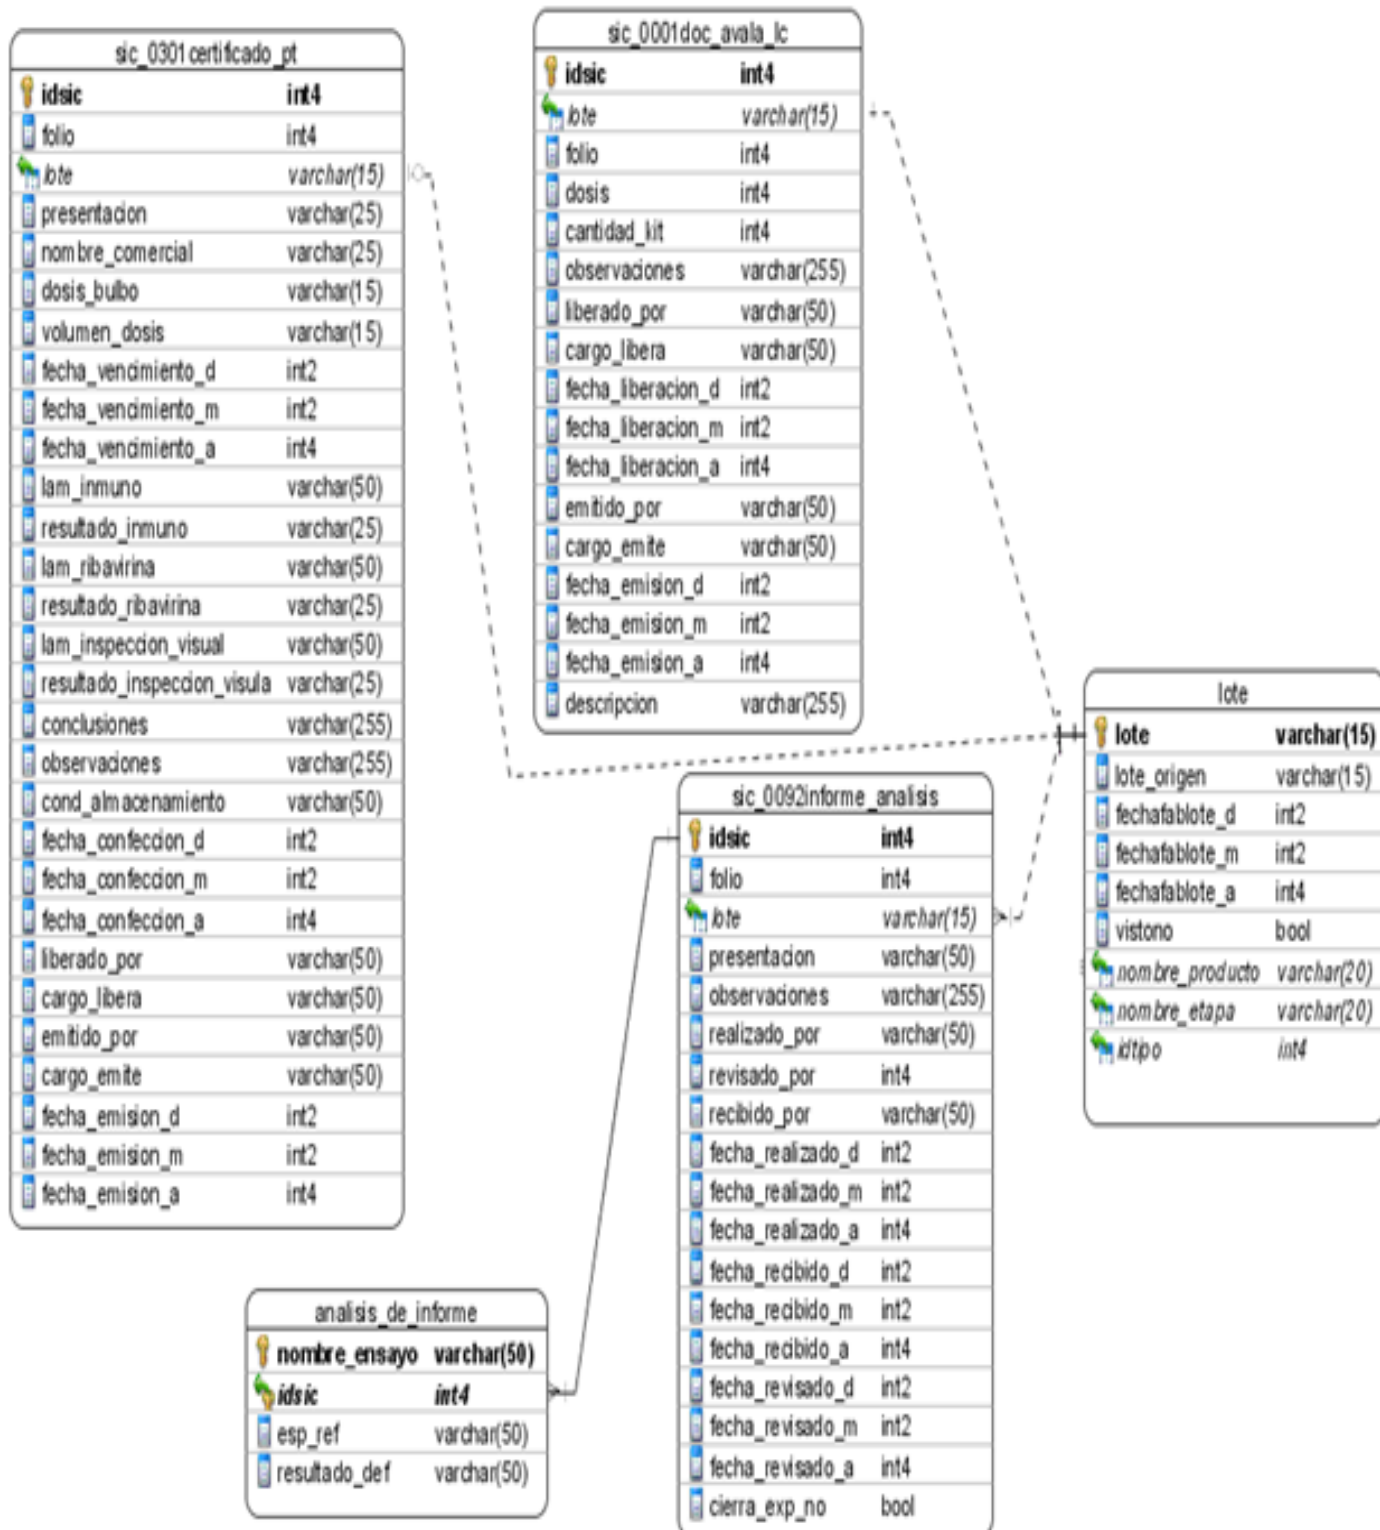 sic_0301certificado_pt
idsic int4
folio int4
lote varchar(15)
presentacion varchar(25)
nombre_comercial varchar(25)
dosis_bulbo varchar(15)
volumen_dosis varchar(15)
fecha_vencimiento_d int2
fecha_vencimiento_m int2
fecha_vencimiento_a int4
lam_inmuno varchar(50)
resultado_inmuno varchar(25)
lam_ribavirina varchar(50)
resultado_ribavirina varchar(25)
lam_inspeccion_visual varchar(50)
resultado_inspeccion_visula varchar(25)
conclusiones varchar(255)
observaciones varchar(255)
cond_almacenamiento varchar(50)
fecha_confeccion_d int2
fecha_confeccion_m int2
fecha_confeccion_a int4
liberado_por varchar(50)
cargo_libera varchar(50)
emitido_por varchar(50)
cargo_emite varchar(50)
fecha_emision_d int2
fecha_emision_m int2
fecha_emision_a int4
sic_0001doc_avala_lc
idsic int4
lote varchar(15)
folio int4
dosis int4
cantidad_kit int4
observaciones varchar(255)
liberado_por varchar(50)
cargo_libera varchar(50)
fecha_liberacion_d int2
fecha_liberacion_m int2
fecha_liberacion_a int4
emitido_por varchar(50)
cargo_emite varchar(50)
fecha_emision_d int2
fecha_emision_m int2
fecha_emision_a int4
descripcion varchar(255)
lote
lote varchar(15)
lote_origen varchar(15)
fechafablote_d int2
fechafablote_m int2
fechafablote_a int4
vistono bool
nombre_producto varchar(20)
nombre_etapa varchar(20)
idtipo int4
sic_0092informe_analisis
idsic int4
folio int4
lote varchar(15)
presentacion varchar(50)
observaciones varchar(255)
realizado_por varchar(50)
revisado_por int4
recibido_por varchar(50)
fecha_realizado_d int2
fecha_realizado_m int2
fecha_realizado_a int4
fecha_recibido_d int2
fecha_recibido_m int2
fecha_recibido_a int4
fecha_revisado_d int2
fecha_revisado_m int2
fecha_revisado_a int4
cierra_exp_no bool
analisis_de_informe
nombre_ensayo varchar(50)
idsic int4
esp_ref varchar(50)
resultado_def varchar(50)